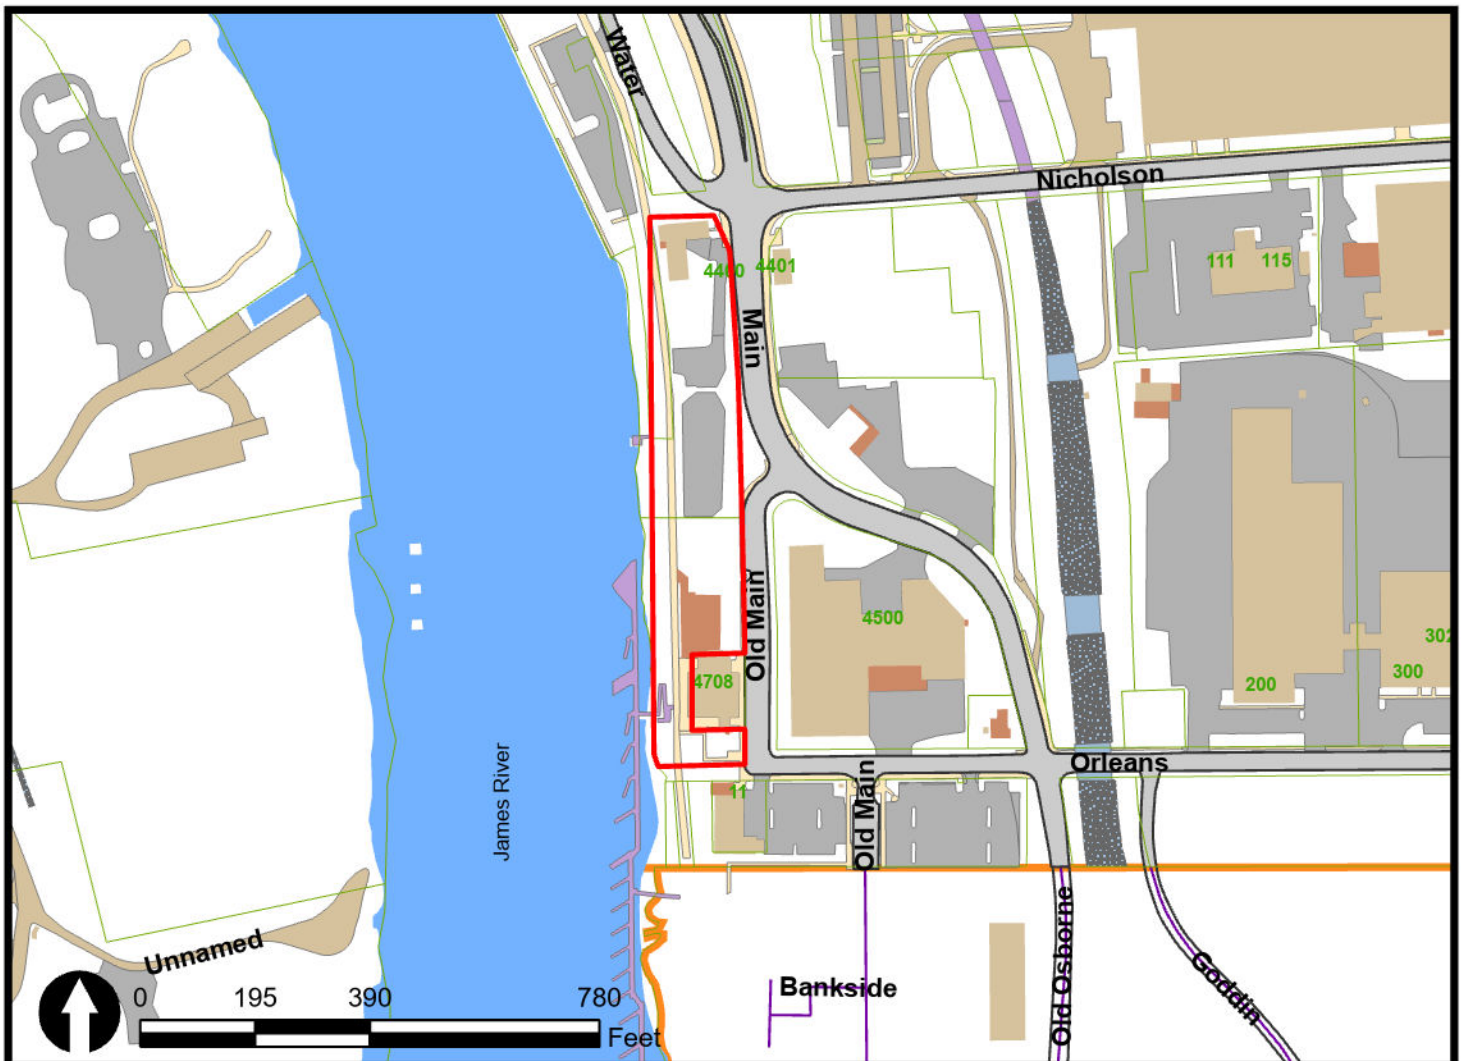 Water
Nicholson
4400
4401
111
115
Main
Old Main
4500
4708
302
300
200
Orleans
11
Old Main
James River
Unnamed
Bankside
Old Osborne
Goddin
0
195
390
780
Feet